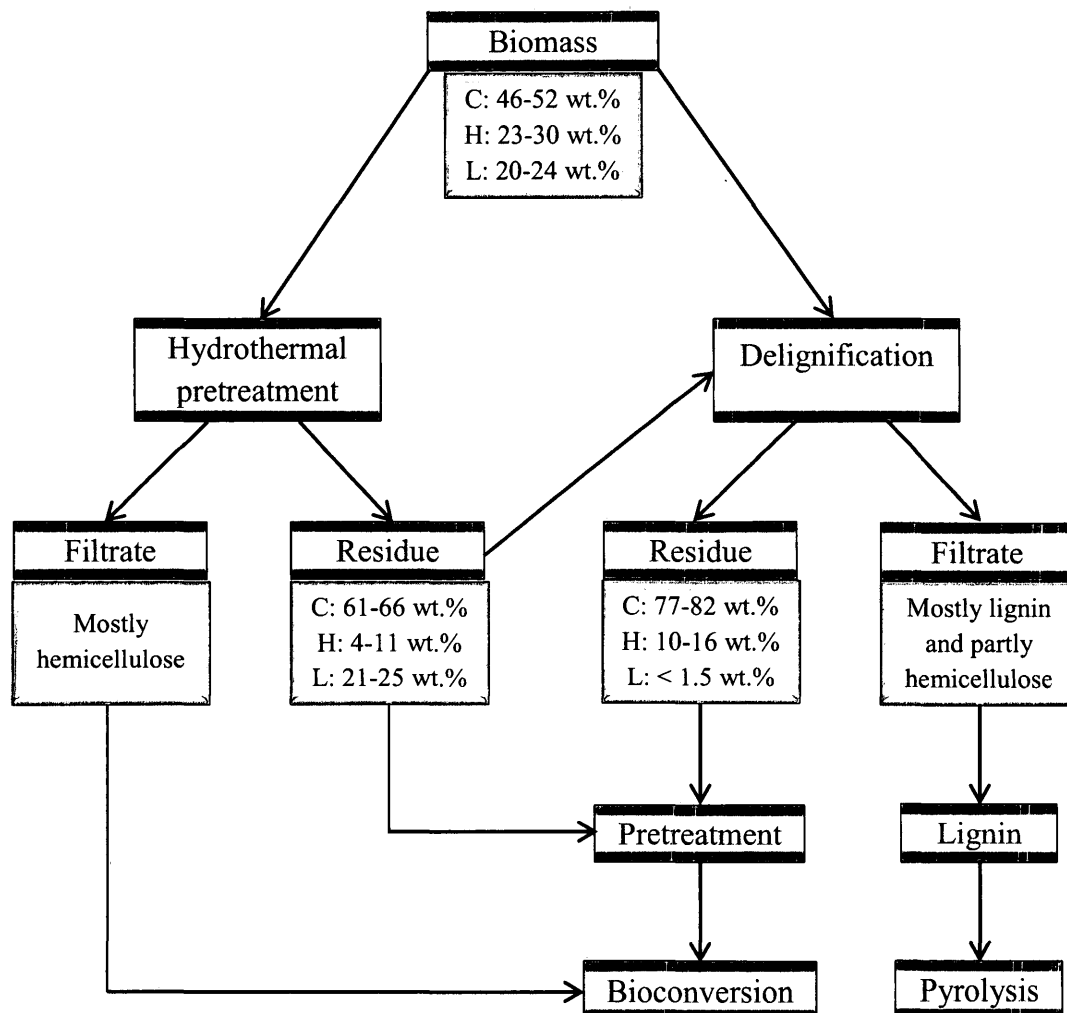 Biomass
C: 46-52 wt.%
H: 23-30 wt.%
L: 20-24 wt.%
Hydrothermal
pretreatment
Delignification
Filtrate
Mostly
hemicellulose
Residue
C: 61-66 wt.%
H: 4-11 wt.%
L: 21-25 wt.%
Residue
C: 77-82 wt.%
H: 10-16 wt.%
L: < 1.5 wt.%
Filtrate
Mostly lignin
and partly
hemicellulose
Pretreatment
Lignin
Bioconversion
Pyrolysis